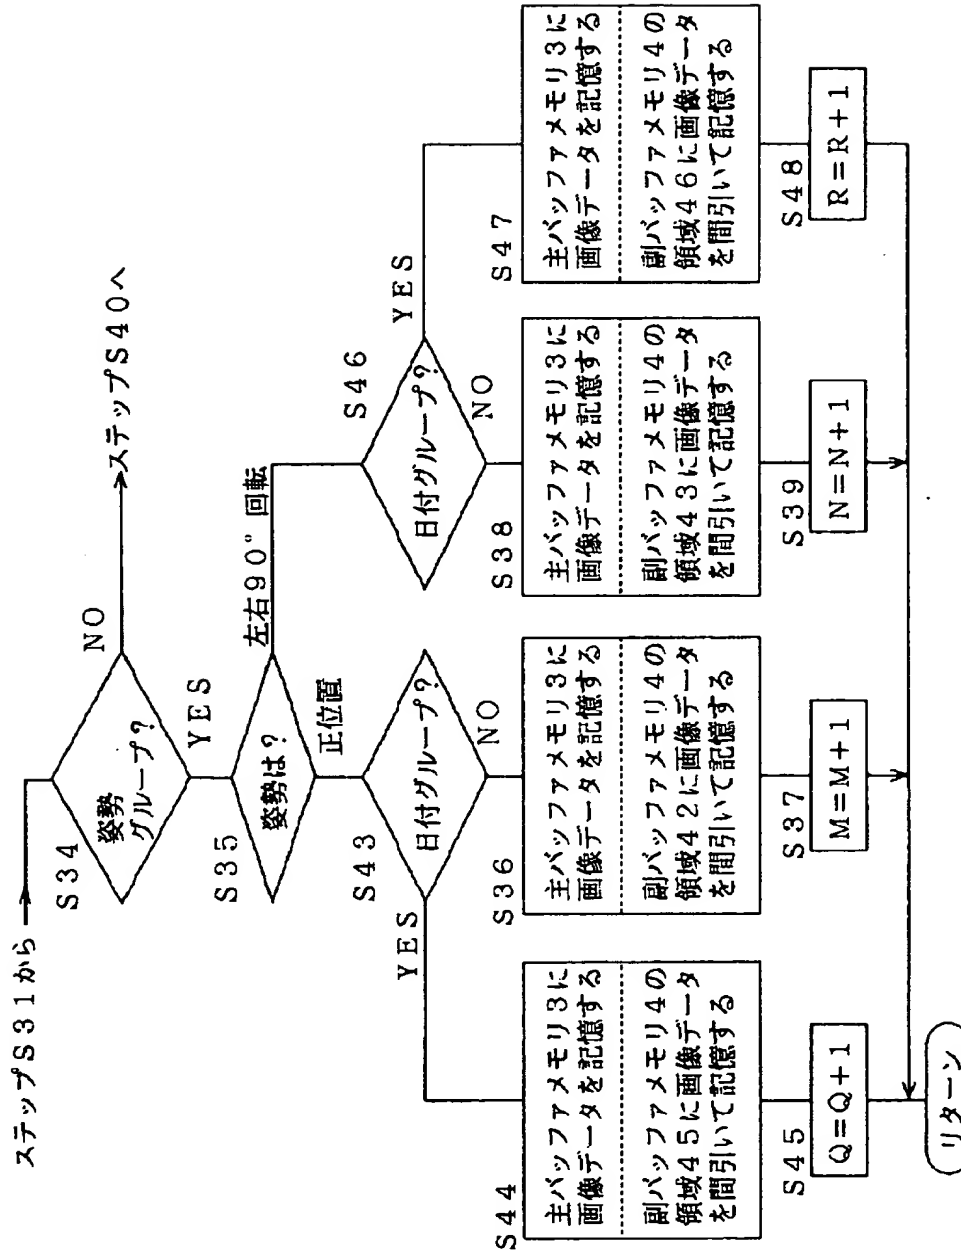 ステップS31から
S34
姿勢
グループ?
NO
ステップS40へ
YES
S35
姿勢は?
左右90" 回転
正位置
S43
日付グループ?
YES
NO
S46
日付グループ?
YES
NO
S44
主バッファメモリ3に
画像データを記憶する
副バッファメモリ4の
領域45に画像データ
を間引いて記憶する
S36
主バッファメモリ3に
画像データを記憶する
副バッファメモリ4の
領域42に画像データ
を間引いて記憶する
S38
主バッファメモリ3に
画像データを記憶する
副バッファメモリ4の
領域43に画像データ
を間引いて記憶する
S47
主バッファメモリ3に
画像データを記憶する
副バッファメモリ4の
領域46に画像データ
を間引いて記憶する
S45
Q=Q+1
S37
M=M+1
S39
N=N+1
S48
R=R+1
リターン